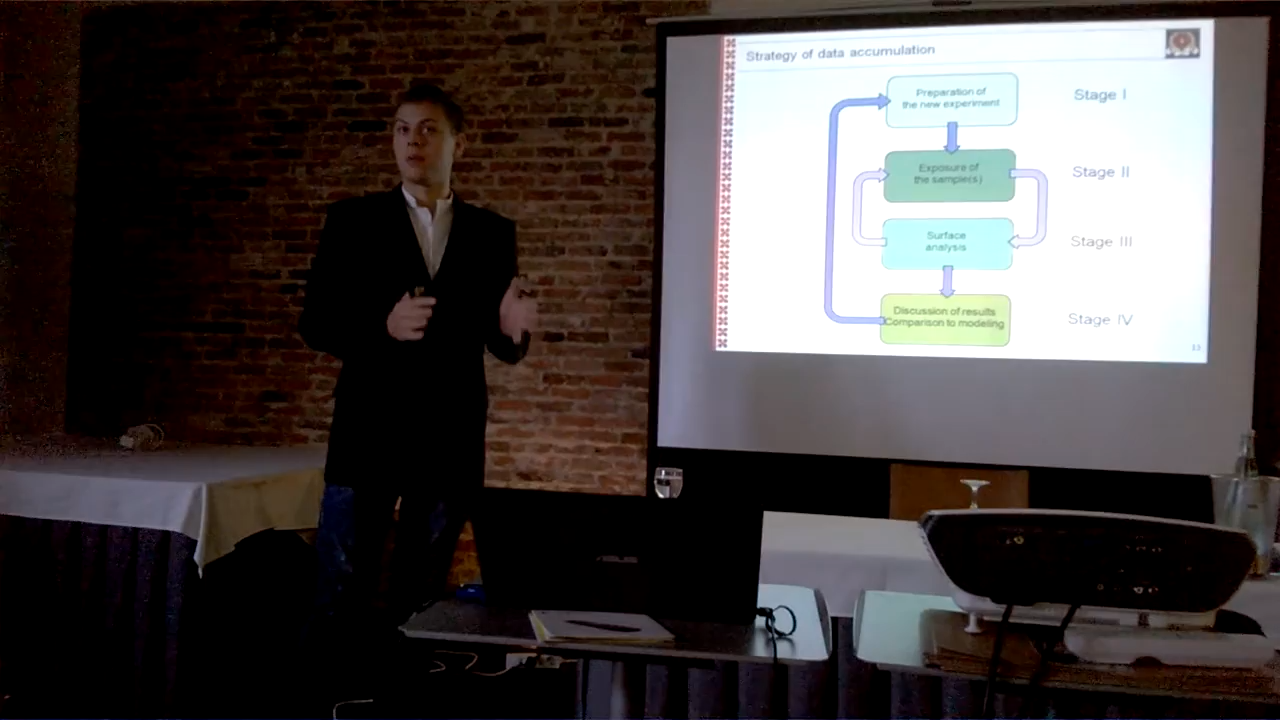 Strategy of data accumulation
Preparation of
the new experiment
Stage I
Exposure of
the sample(s)
Stage II
Surface
analysis
Stage III
Discussion of results
Comparison to modeling
Stage IV
33
ASUS